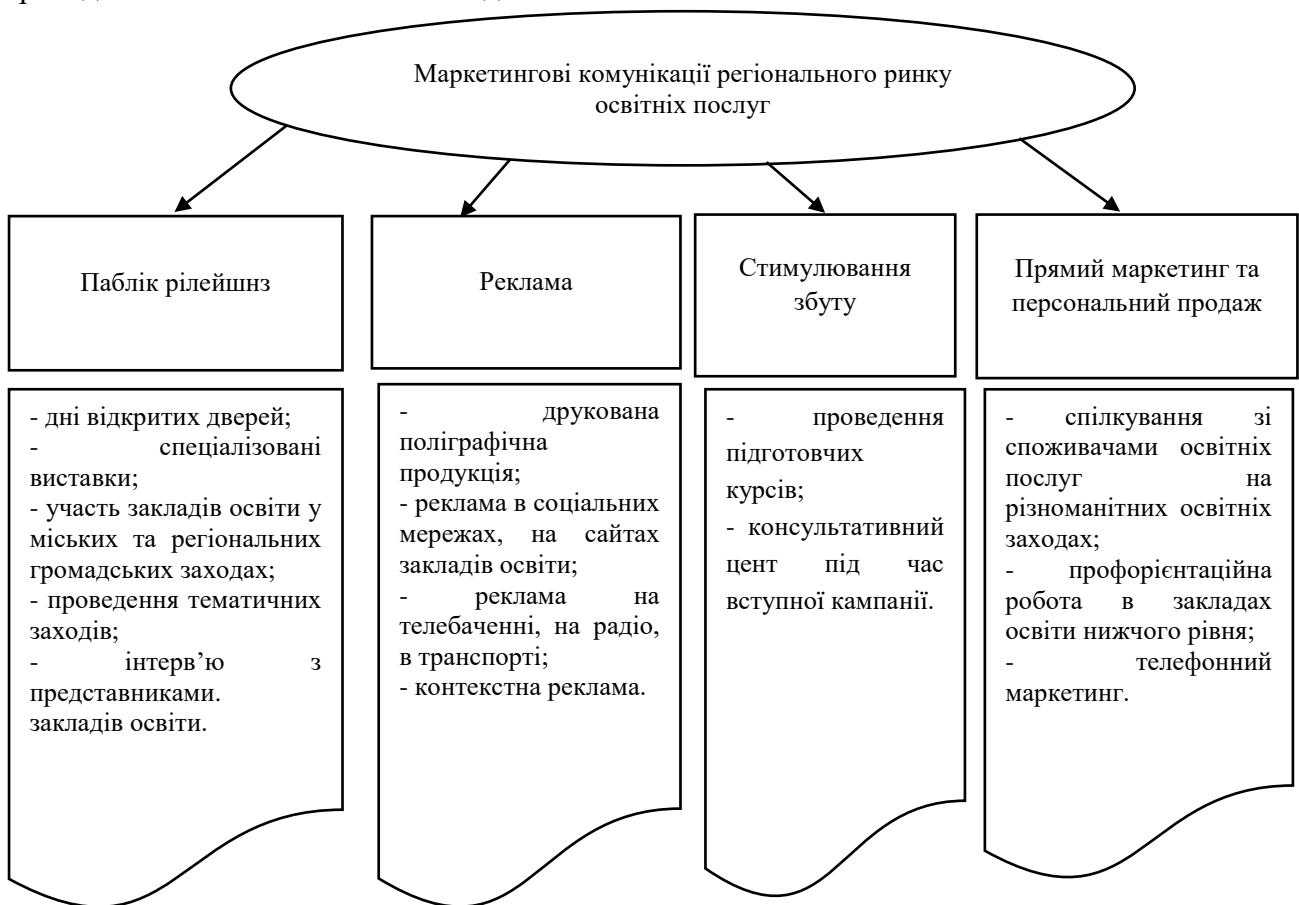 Маркетингові комунікації регіонального ринку
освітніх послуг
Паблік рілейшнз
Реклама
Стимулювання
збуту
Прямий маркетинг та
персональний продаж
- дні відкритих дверей;
- спеціалізовані
виставки;
- участь закладів освіти у
міських та регіональних
громадських заходах;
- проведення тематичних
заходів;
- інтерв’ю з
представниками.
закладів освіти.
- друкована
поліграфічна
продукція;
- реклама в соціальних
мережах, на сайтах
закладів освіти;
- реклама на
телебаченні, на радіо,
в транспорті;
- контекстна реклама.
- проведення
підготовчих
курсів;
- консультативний
цент під час
вступної кампанії.
- спілкування зі
споживачами освітніх
послуг на
різноманітних освітніх
заходах;
- профорієнтаційна
робота в закладах
освіти нижчого рівня;
- телефонний
маркетинг.